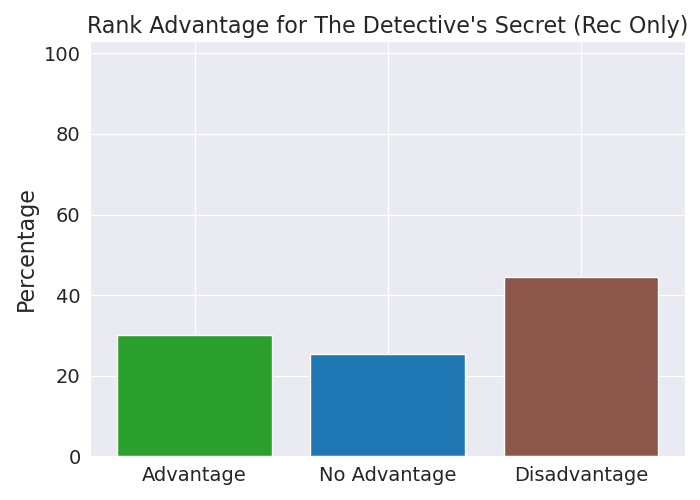 Rank Advantage for The Detective's Secret (Rec Only)
Percentage
100
80
60
40
20
0
Advantage
No Advantage
Disadvantage